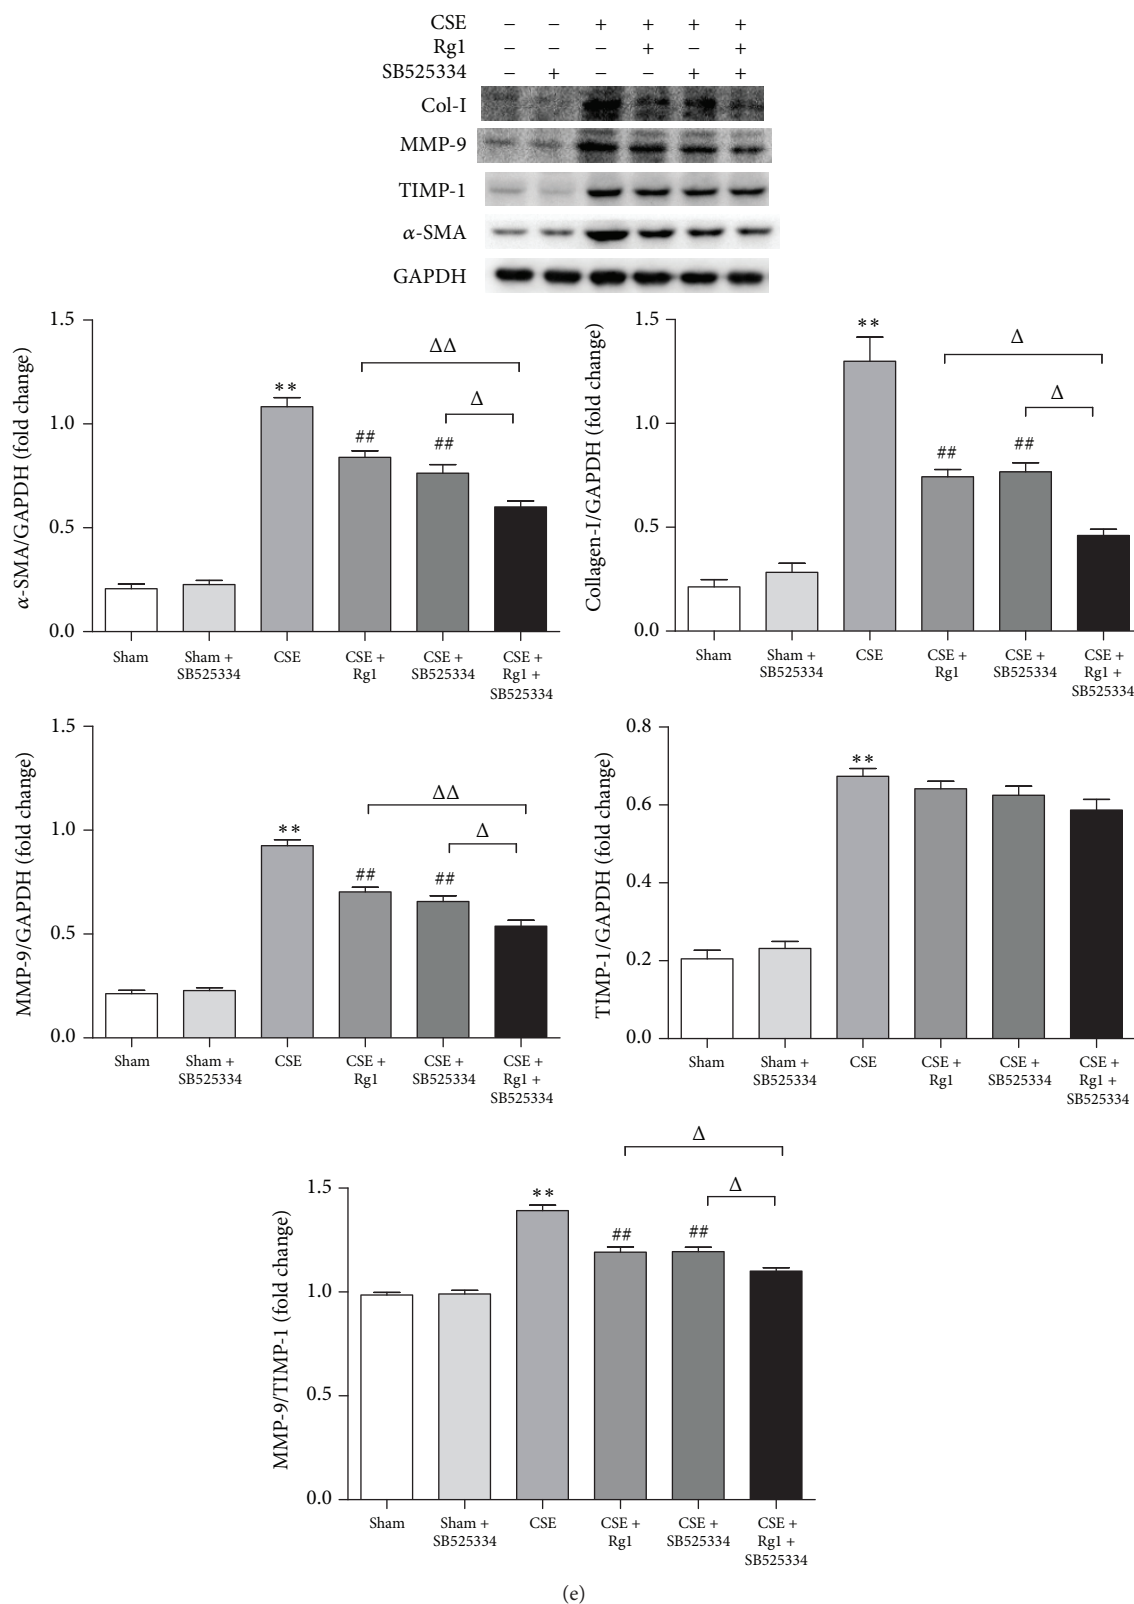 CSE – – + + + +
Rg1 – – – + – +
SB525334 – + – – + +
Col-I
MMP-9
TIMP-1
α-SMA
GAPDH
α-SMA/GAPDH (fold change)
1.5
1.0
0.5
0.0
**
##
##
ΔΔ
Δ
Sham
Sham +
SB525334
CSE
CSE +
Rg1
CSE +
SB525334
CSE +
Rg1 +
SB525334
Collagen-I/GAPDH (fold change)
1.5
1.0
0.5
0.0
**
##
##
Δ
Δ
Sham
Sham +
SB525334
CSE
CSE +
Rg1
CSE +
SB525334
CSE +
Rg1 +
SB525334
MMP-9/GAPDH (fold change)
1.5
1.0
0.5
0.0
**
##
##
ΔΔ
Δ
Sham
Sham +
SB525334
CSE
CSE +
Rg1
CSE +
SB525334
CSE +
Rg1 +
SB525334
TIMP-1/GAPDH (fold change)
0.8
0.6
0.4
0.2
0.0
**
Sham
Sham +
SB525334
CSE
CSE +
Rg1
CSE +
SB525334
CSE +
Rg1 +
SB525334
MMP-9/TIMP-1 (fold change)
1.5
1.0
0.5
0.0
**
##
##
Δ
Δ
Sham
Sham +
SB525334
CSE
CSE +
Rg1
CSE +
SB525334
CSE +
Rg1 +
SB525334
(e)